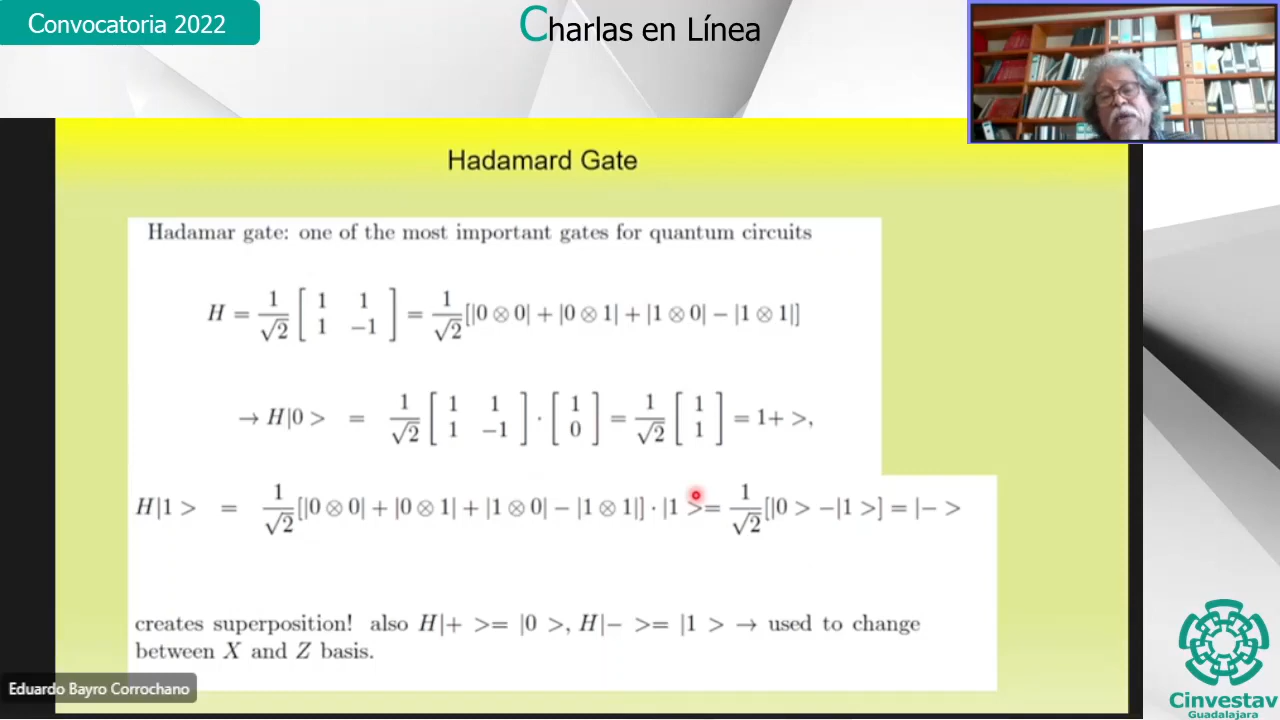 Convocatoria 2022
Charlas en Línea
Hadamard Gate
Hadamar gate: one of the most important gates for quantum circuits
H = 1/√2 [ 1 1 ; 1 −1 ] = 1/√2 [|0 ⊗ 0| + |0 ⊗ 1| + |1 ⊗ 0| − |1 ⊗ 1|]
→ H|0 > = 1/√2 [ 1 1 ; 1 −1 ] · [ 1 ; 0 ] = 1/√2 [ 1 ; 1 ] = 1+ >,
H|1 > = 1/√2 [|0 ⊗ 0| + |0 ⊗ 1| + |1 ⊗ 0| − |1 ⊗ 1|] · |1 >= 1/√2 [|0 > −|1 >] = |− >
creates superposition! also H|+ >= |0 >, H|− >= |1 > → used to change
between X and Z basis.
Eduardo Bayro Corrochano
Cinvestav
Guadalajara